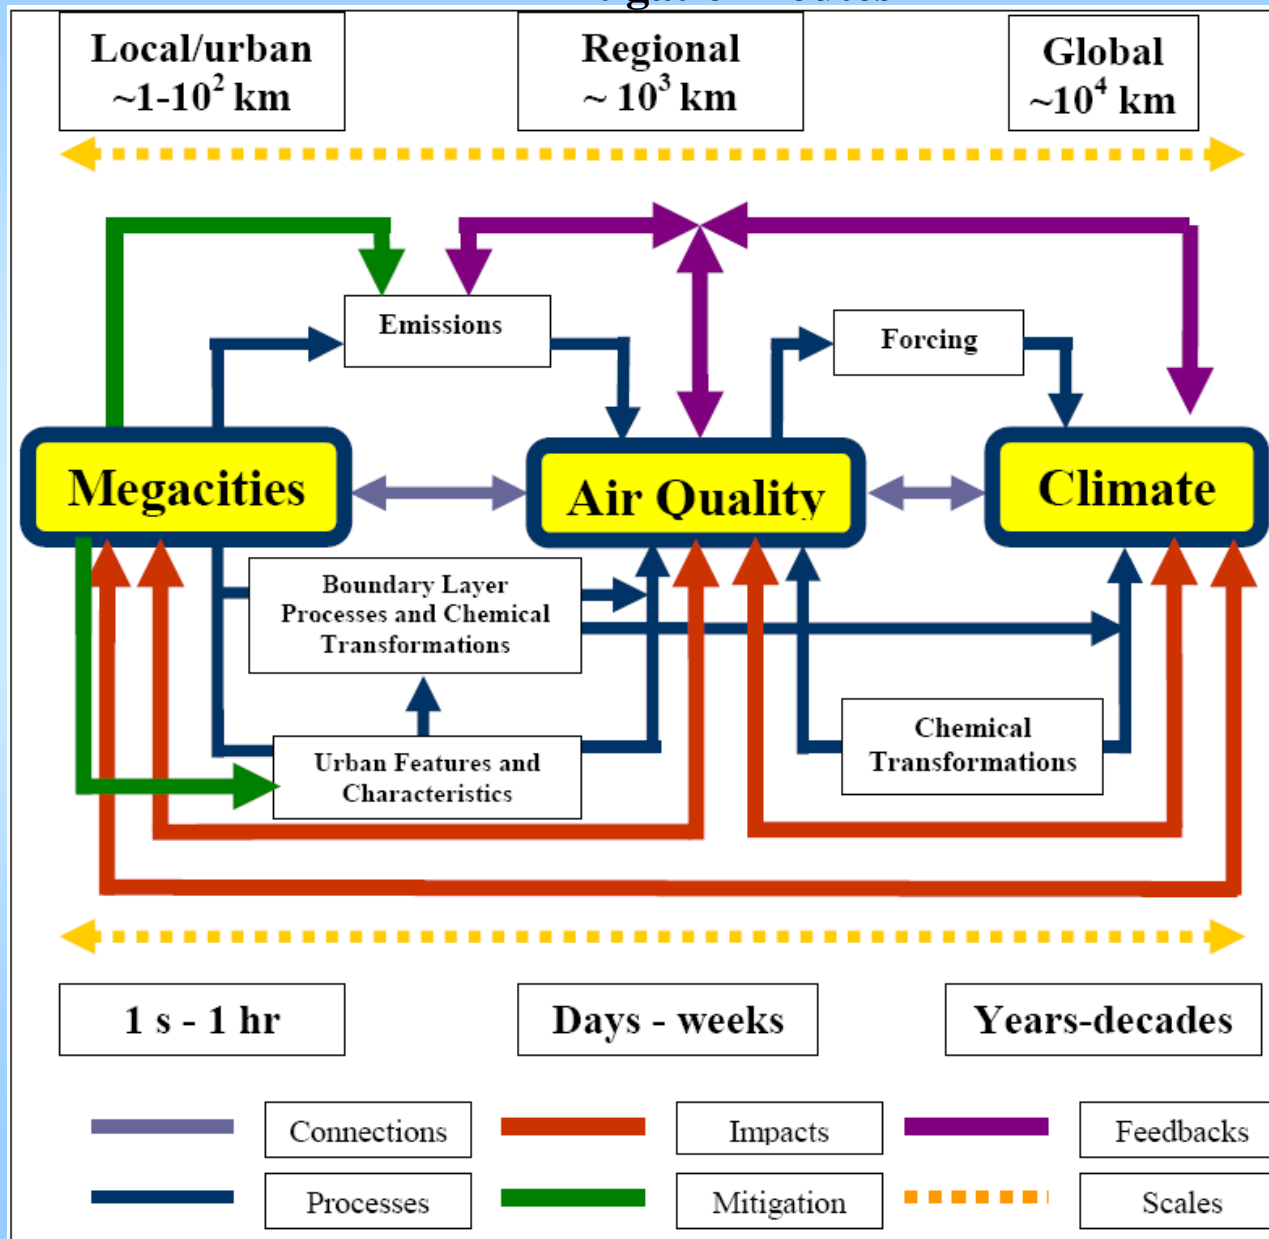 Local/urban
~1-10² km
Regional
~ 10³ km
Global
~10⁴ km
Emissions
Forcing
Megacities
Air Quality
Climate
Boundary Layer
Processes and Chemical
Transformations
Chemical
Transformations
Urban Features and
Characteristics
1 s - 1 hr
Days - weeks
Years-decades
Connections
Impacts
Feedbacks
Processes
Mitigation
Scales